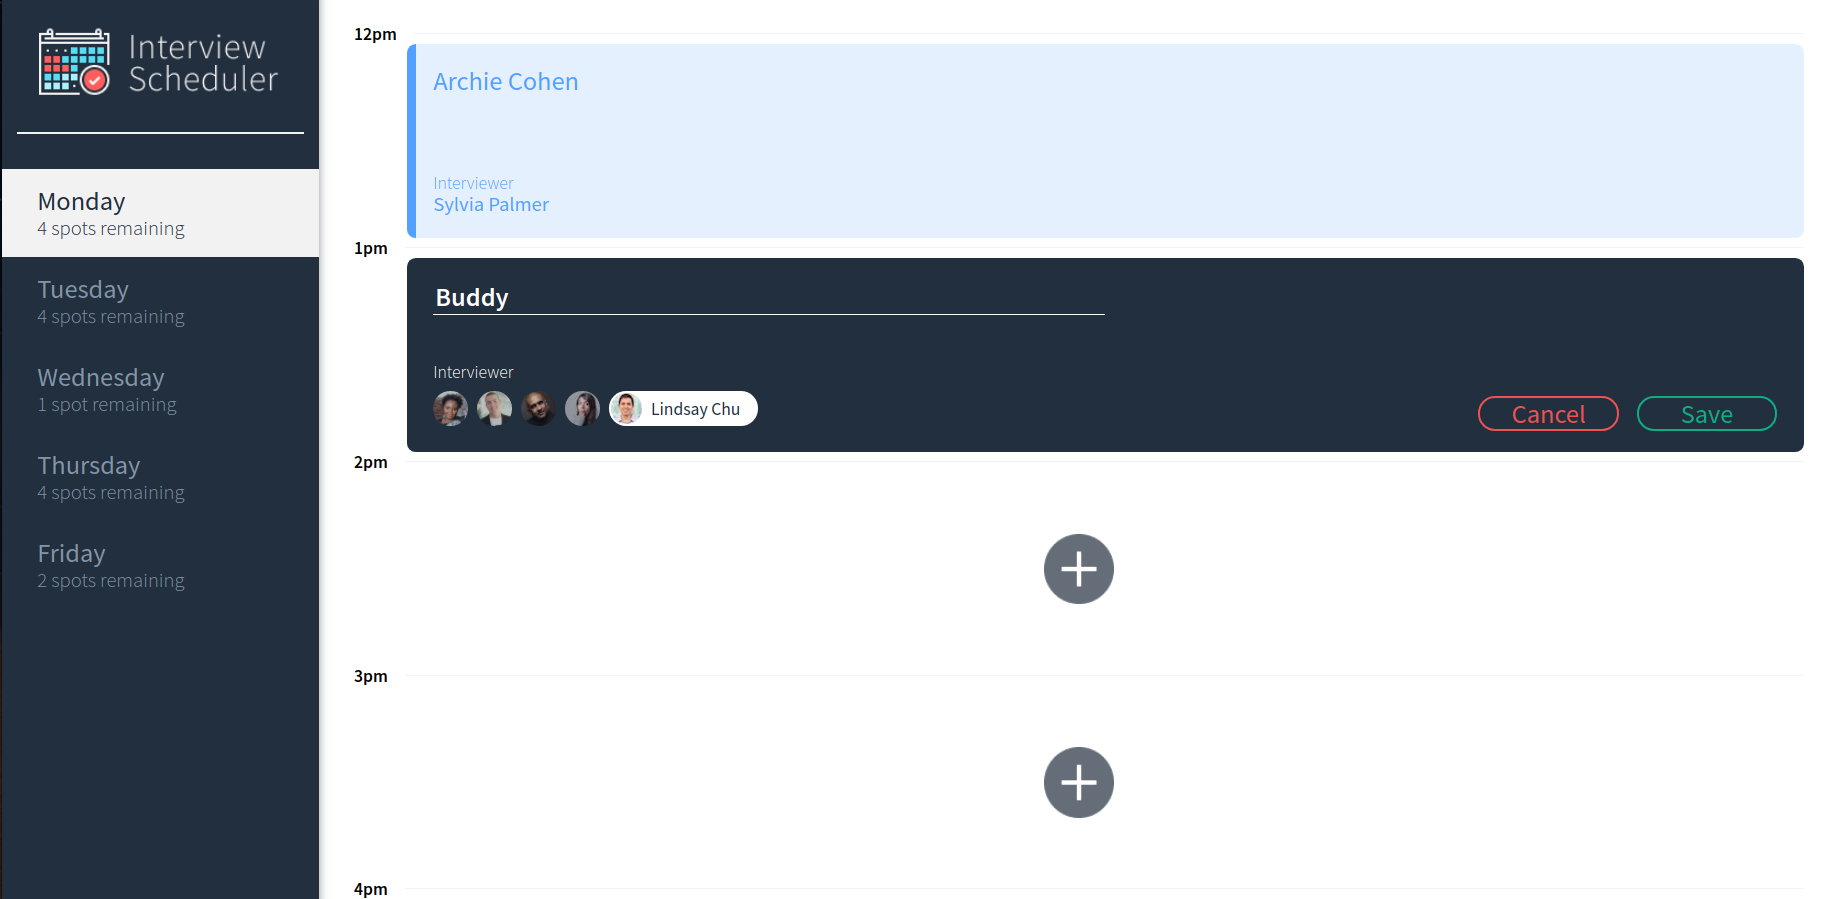 Interview
Scheduler
Monday
4 spots remaining
Tuesday
4 spots remaining
Wednesday
1 spot remaining
Thursday
4 spots remaining
Friday
2 spots remaining
12pm
Archie Cohen
Interviewer
Sylvia Palmer
1pm
Buddy
Interviewer
Lindsay Chu
Cancel
Save
2pm
3pm
4pm